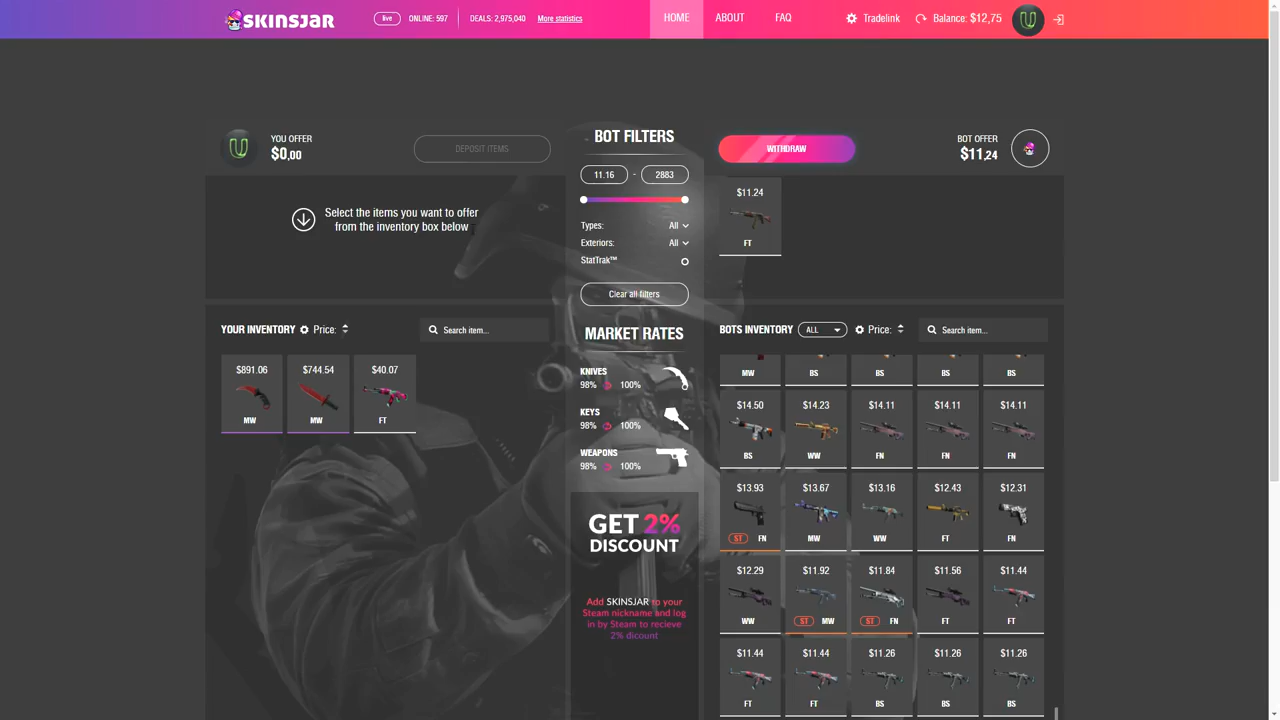 SKINSJAR
live
ONLINE: 597
DEALS: 2,975,040
More statistics
HOME
ABOUT
FAQ
Tradelink
Balance: $12,75
YOU OFFER
$0,00
DEPOSIT ITEMS
BOT FILTERS
11.16 - 2883
Types: All
Exteriors: All
StatTrak™
Clear all filters
WITHDRAW
BOT OFFER
$11,24
Select the items you want to offer
from the inventory box below
$11.24
FT
YOUR INVENTORY
Price:
Search item...
$891.06
MW
$744.54
MW
$40.07
FT
MARKET RATES
KNIVES
98% 100%
KEYS
98% 100%
WEAPONS
98% 100%
GET 2%
DISCOUNT
Add SKINSJAR to your
Steam nickname and log
in by Steam to recieve
2% dicount
BOTS INVENTORY
ALL
Price:
Search item...
MW BS BS BS BS
$14.50 $14.23 $14.11 $14.11 $14.11
BS WW FN FN FN
$13.93 $13.67 $13.16 $12.43 $12.31
ST FN MW WW FT FN
$12.29 $11.92 $11.84 $11.56 $11.44
WW ST MW ST FN FT FT
$11.44 $11.44 $11.26 $11.26 $11.26
FT FT BS BS BS